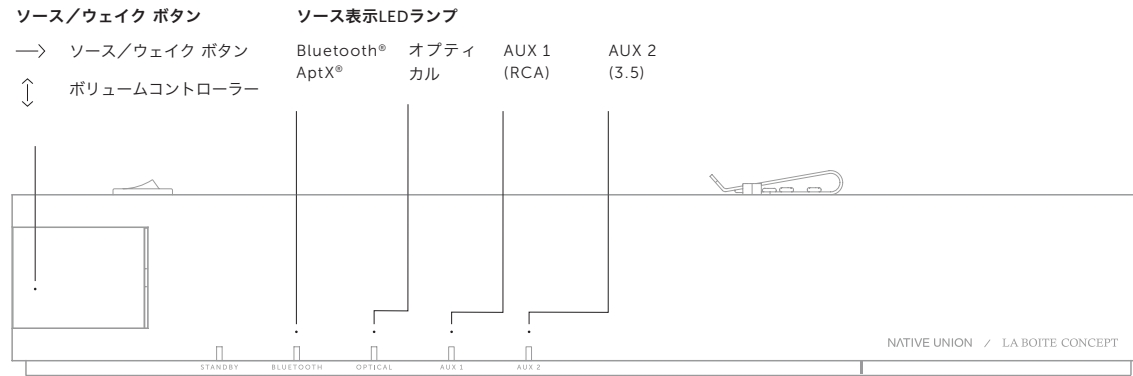 ソース／ウェイク ボタン
ソース／ウェイク ボタン
ボリュームコントローラー
ソース表示LEDランプ
Bluetooth®
AptX®
オプティ
カル
AUX 1
(RCA)
AUX 2
(3.5)
NATIVE UNION / LA BOITE CONCEPT
STANDBY
BLUETOOTH
OPTICAL
AUX 1
AUX 2